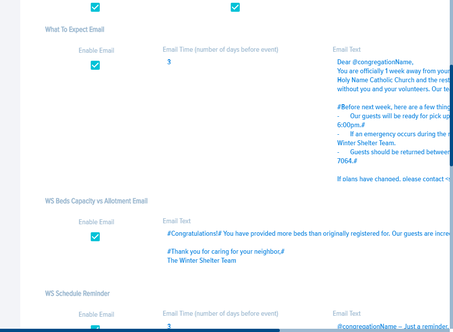 What To Expect Email
Enable Email
Email Time (number of days before event)
Email Text
3
Dear @congregationName,
You are officially 1 week away from your
Holy Name Catholic Church and the rest
without you and your volunteers. Our te
#Before next week, here are a few thing
- Our guests will be ready for pick up
6:00pm.#
- If an emergency occurs during the
Winter Shelter Team.
- Guests should be returned between
7064.#
If plans have changed, please contact
WS Beds Capacity vs Allotment Email
Enable Email
Email Text
#Congratulations!# You have provided more beds than originally registered for. Our guests are incre
#Thank you for caring for your neighbor,#
The Winter Shelter Team
WS Schedule Reminder
Enable Email
Email Time (number of days before event)
Email Text
3
@congregationName – Just a reminder,